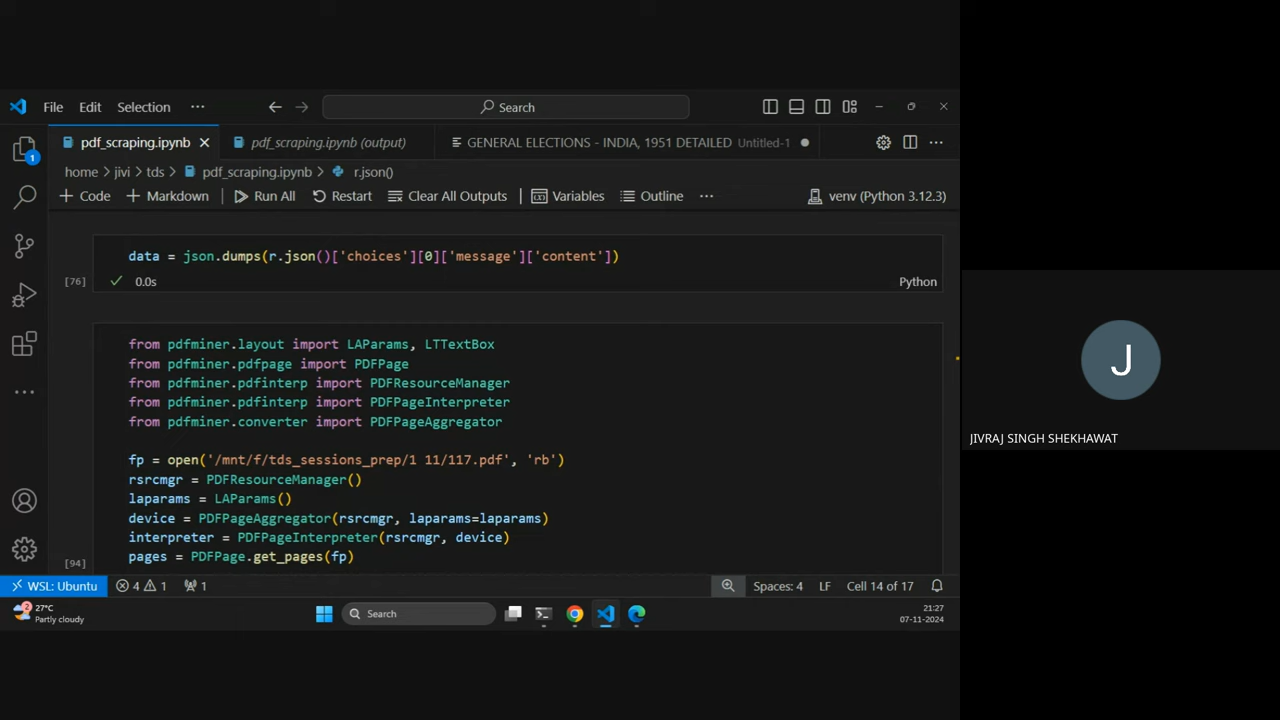 File Edit Selection ··· Search
pdf_scraping.ipynb pdf_scraping.ipynb (output) GENERAL ELECTIONS - INDIA, 1951 DETAILED Untitled-1
home > jivi > tds > pdf_scraping.ipynb > r.json()
+ Code + Markdown Run All Restart Clear All Outputs Variables Outline ··· venv (Python 3.12.3)
data = json.dumps(r.json()['choices'][0]['message']['content'])
[76] 0.0s Python
from pdfminer.layout import LAParams, LTTextBox
from pdfminer.pdfpage import PDFPage
from pdfminer.pdfinterp import PDFResourceManager
from pdfminer.pdfinterp import PDFPageInterpreter
from pdfminer.converter import PDFPageAggregator
fp = open('/mnt/f/tds_sessions_prep/1 11/117.pdf', 'rb')
rsrcmgr = PDFResourceManager()
laparams = LAParams()
device = PDFPageAggregator(rsrcmgr, laparams=laparams)
interpreter = PDFPageInterpreter(rsrcmgr, device)
pages = PDFPage.get_pages(fp)
[94]
1
WSL: Ubuntu 4 1 1 Spaces: 4 LF Cell 14 of 17
2 27°C
Partly cloudy
Search
21:27
07-11-2024
J
JIVRAJ SINGH SHEKHAWAT